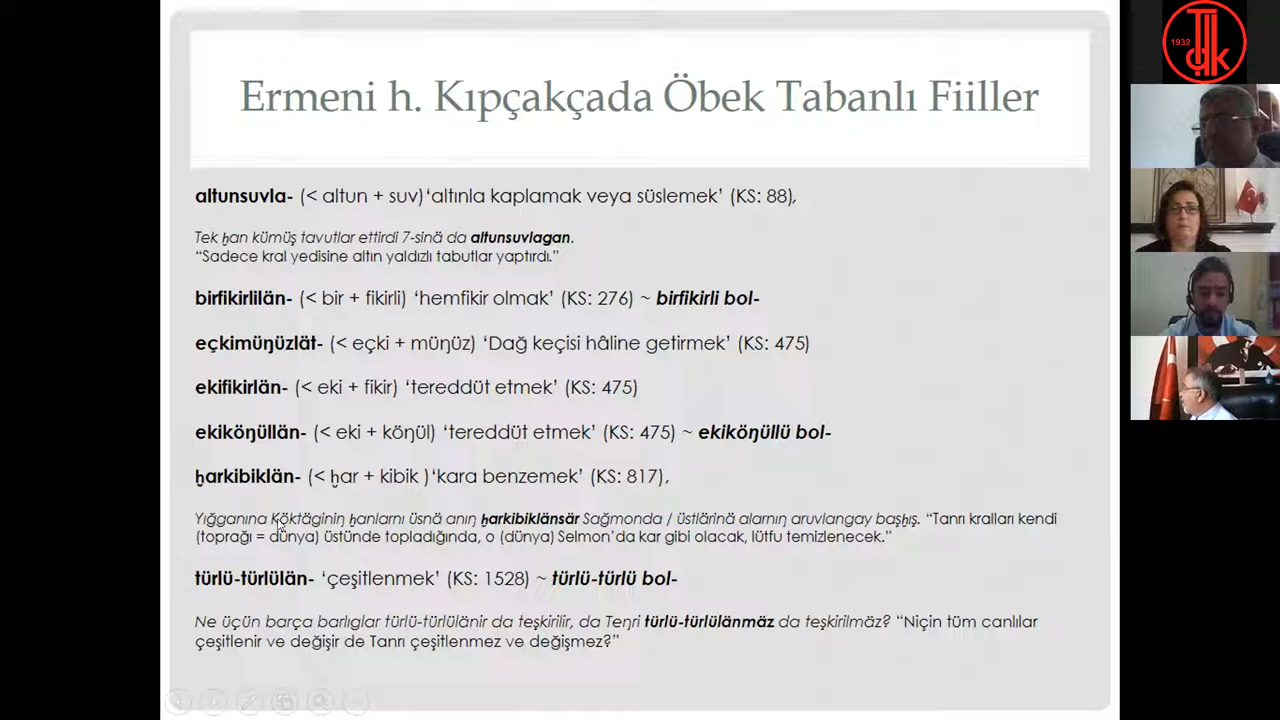 Ermeni h. Kıpçakçada Öbek Tabanlı Fiiller
altunsuvla- (< altun + suv)‘altınla kaplamak veya süslemek’ (KS: 88),
Tek ḫan kümüş tavutlar ettirdi 7-sinä da altunsuvlagan.
“Sadece kral yedisine altın yaldızlı tabutlar yaptırdı.”
birfikirlilän- (< bir + fikirli) ‘hemfikir olmak’ (KS: 276) ~ birfikirli bol-
eçkimüŋüzlät- (< eçki + müŋüz) ‘Dağ keçisi hâline getirmek’ (KS: 475)
ekifikirlän- (< eki + fikir) ‘tereddüt etmek’ (KS: 475)
ekiköŋüllän- (< eki + köŋül) ‘tereddüt etmek’ (KS: 475) ~ ekiköŋüllü bol-
ḫarkibiklän- (< ḫar + kibik )‘kara benzemek’ (KS: 817),
Yığganına Köktäginiŋ ḫanlarnı üsnä anıŋ ḫarkibiklänsär Sağmonda / üstlärinä alarnıŋ aruvlangay başḫış. “Tanrı kralları kendi
(toprağı = dünya) üstünde topladığında, o (dünya) Selmon’da kar gibi olacak, lütfu temizlenecek.”
türlü-türlülän- ‘çeşitlenmek’ (KS: 1528) ~ türlü-türlü bol-
Ne üçün barça barlıglar türlü-türlülänir da teşkirilir, da Teŋri türlü-türlülänmäz da teşkirilmäz? “Niçin tüm canlılar
çeşitlenir ve değişir de Tanrı çeşitlenmez ve değişmez?”
1932